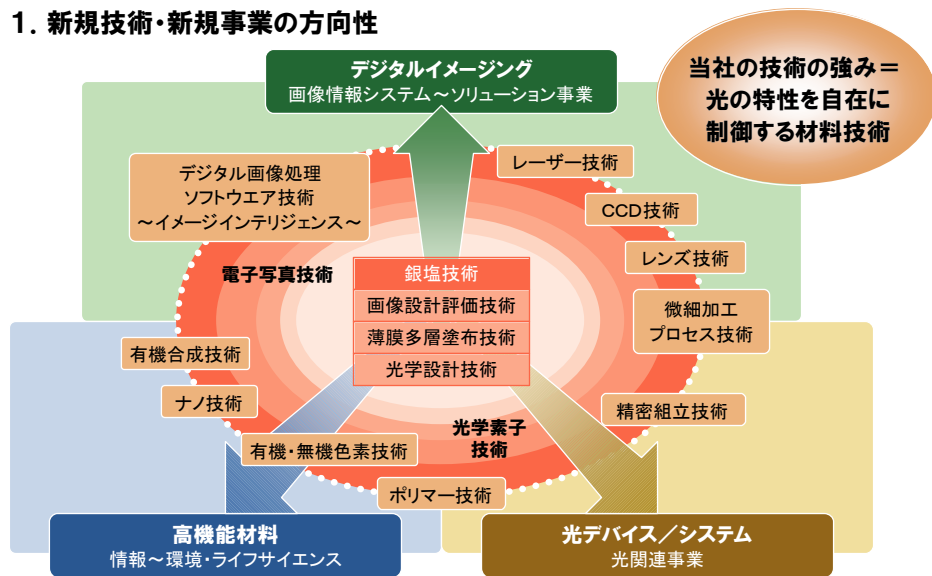 1. 新規技術・新規事業の方向性
デジタルイメージング
画像情報システム~ソリューション事業
当社の技術の強み=
光の特性を自在に
制御する材料技術
デジタル画像処理
ソフトウエア技術
~イメージインテリジェンス~
レーザー技術
CCD技術
レンズ技術
電子写真技術
銀塩技術
画像設計評価技術
薄膜多層塗布技術
光学設計技術
微細加工
プロセス技術
有機合成技術
ナノ技術
精密組立技術
有機・無機色素技術
光学素子
技術
ポリマー技術
高機能材料
情報~環境・ライフサイエンス
光デバイス/システム
光関連事業